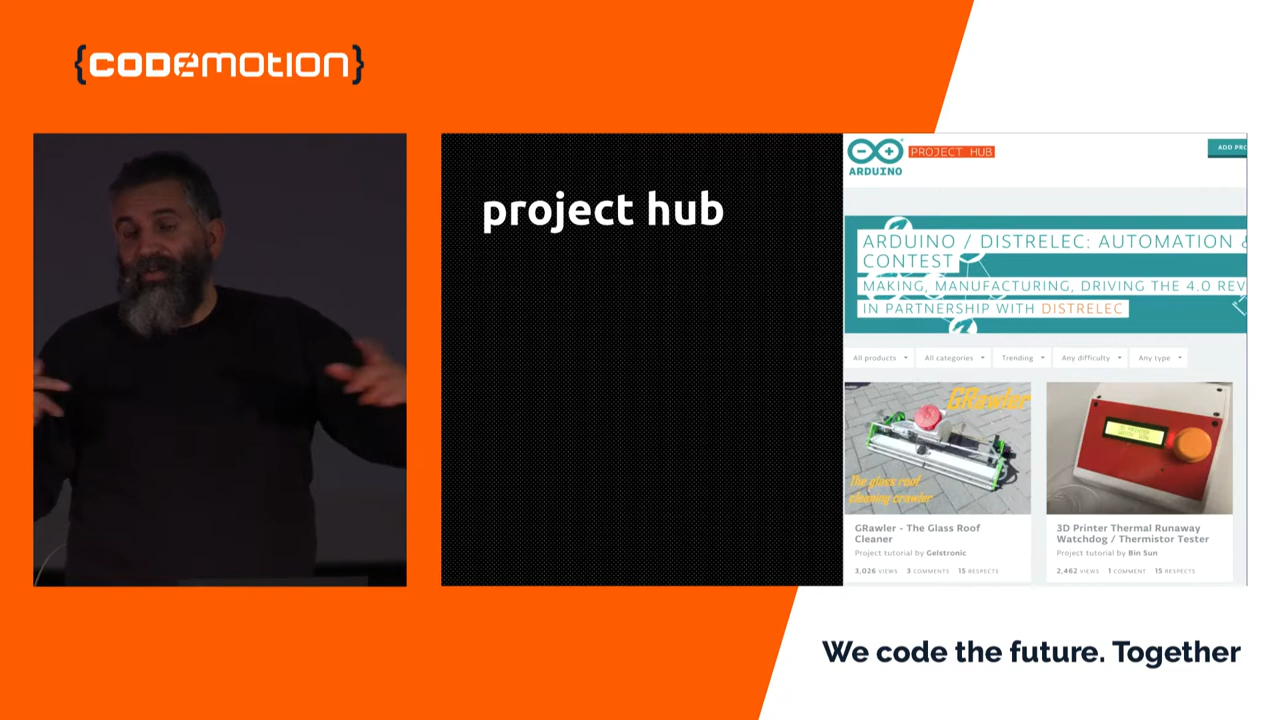 {CODEMOTION}
project hub
ARDUINO
PROJECT HUB
ADD PRO
ARDUINO / DISTRELEC: AUTOMATION &
CONTEST
MAKING, MANUFACTURING, DRIVING THE 4.0 REV
IN PARTNERSHIP WITH DISTRELEC
All products
All categories
Trending
Any difficulty
Any type
GRawler
The glass roof
cleaning crawler
GRawler - The Glass Roof
Cleaner
Project tutorial by Gelstronic
3,026 VIEWS 3 COMMENTS 15 RESPECTS
3D Printer Thermal Runaway
Watchdog / Thermistor Tester
Project tutorial by Bin Sun
2,462 VIEWS 1 COMMENT 15 RESPECTS
We code the future. Together